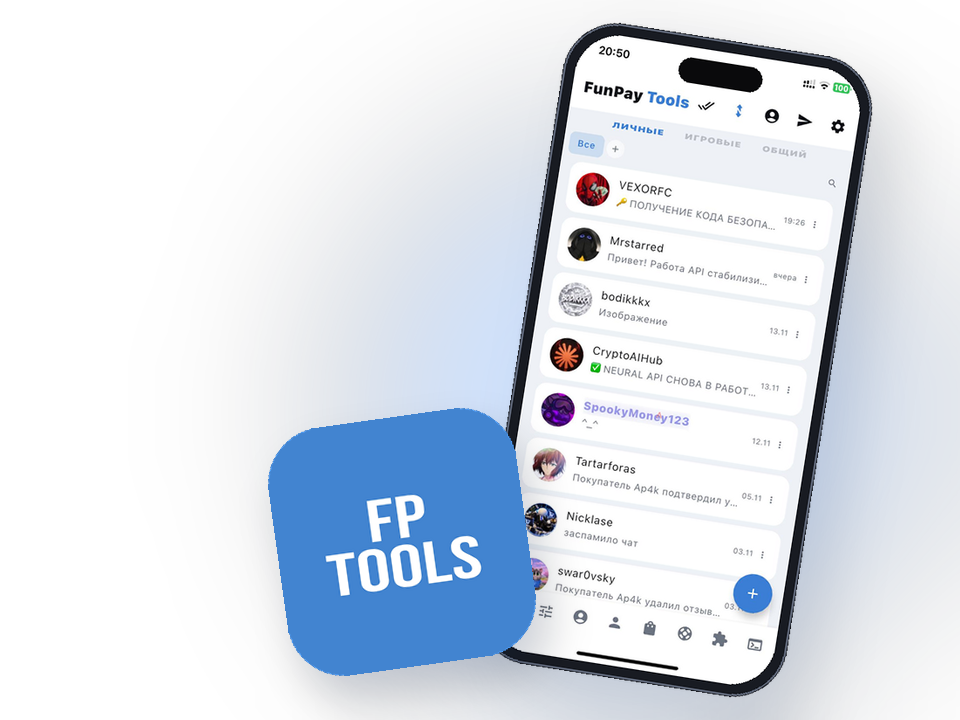 20:50
100
FunPay Tools
ЛИЧНЫЕ ИГРОВЫЕ ОБЩИЙ
Все +
VEXORFC
🔑 ПОЛУЧЕНИЕ КОДА БЕЗОПА... 19:26
Mrstarred
Привет! Работа API стабилизи... вчера
bodikkkx
Изображение 13.11
CryptoAIHub
✅ NEURAL API СНОВА В РАБОТ... 13.11
SpookyMoney123
^_^ 12.11
Tartarforas
Покупатель Ap4k подтвердил у... 05.11
Nicklase
заспамило чат 03.11
swar0vsky
Покупатель Ap4k удалил отзыв...
+
FP
TOOLS